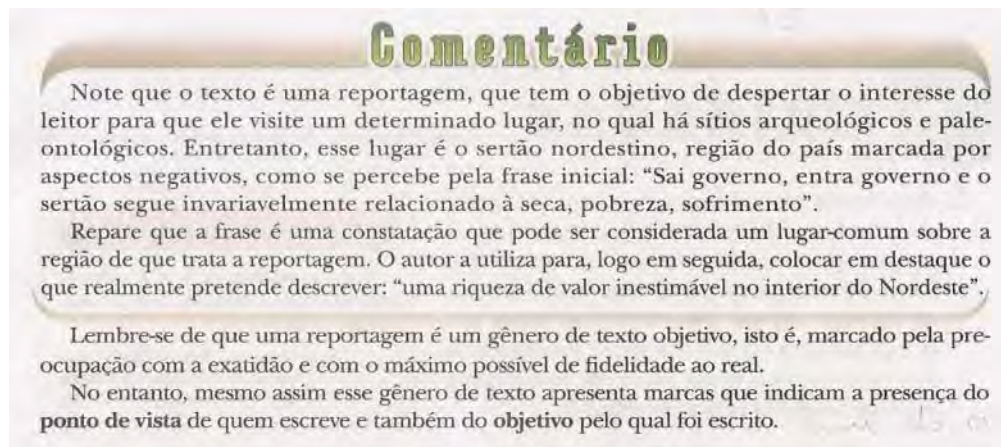 Comentário
Note que o texto é uma reportagem, que tem o objetivo de despertar o interesse do
leitor para que ele visite um determinado lugar, no qual há sítios arqueológicos e pale-
ontológicos. Entretanto, esse lugar é o sertão nordestino, região do país marcada por
aspectos negativos, como se percebe pela frase inicial: “Sai governo, entra governo e o
sertão segue invariavelmente relacionado à seca, pobreza, sofrimento”.
Repare que a frase é uma constatação que pode ser considerada um lugar-comum sobre a
região de que trata a reportagem. O autor a utiliza para, logo em seguida, colocar em destaque o
que realmente pretende descrever: “uma riqueza de valor inestimável no interior do Nordeste”.
Lembre-se de que uma reportagem é um gênero de texto objetivo, isto é, marcado pela pre-
ocupação com a exatidão e com o máximo possível de fidelidade ao real.
No entanto, mesmo assim esse gênero de texto apresenta marcas que indicam a presença do
ponto de vista de quem escreve e também do objetivo pelo qual foi escrito.